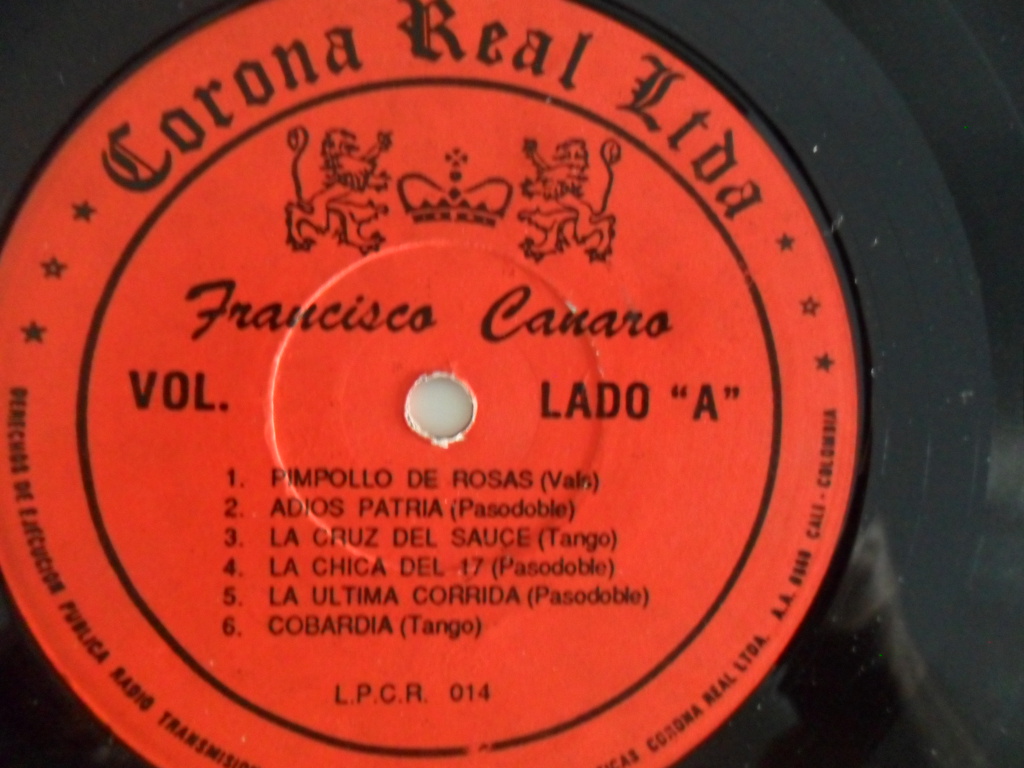 Corona Real Ltda
Francisco Canaro
VOL. LADO "A"
1. PIMPOLLO DE ROSAS (Vals)
2. ADIOS PATRIA (Pasodoble)
3. LA CRUZ DEL SAUCE (Tango)
4. LA CHICA DEL 17 (Pasodoble)
5. LA ULTIMA CORRIDA (Pasodoble)
6. COBARDIA (Tango)
L.P.C.R. 014
DERECHOS DE EJECUCION PUBLICA RADIO TRANSMISION
CORONA REAL LTDA. A.A. CALI - COLOMBIA